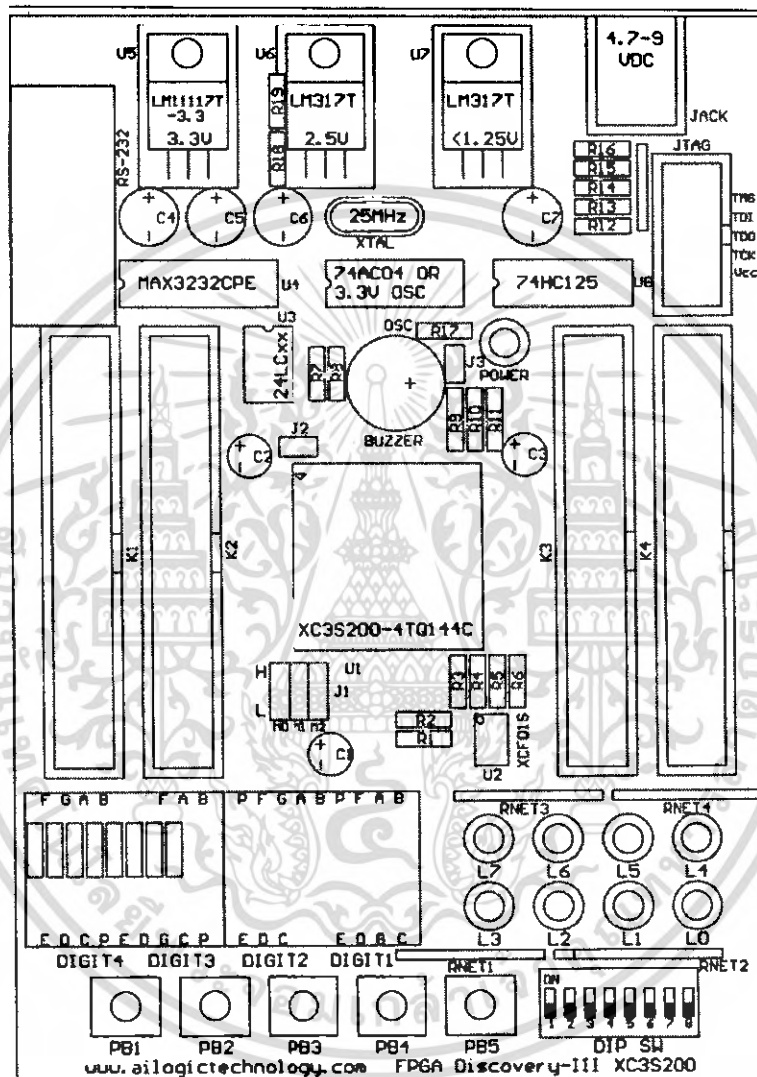 U5
U6
U7
4.7-9
VDC
JACK
LM11117T
-3.3
3.3V
R19
R18
LM317T
2.5V
LM317T
<1.25V
RS-232
JTAG
R16
R15
R14
R13
R12
TMS
TDI
TDO
TCK
Vcc
C4
C5
C6
25MHz
XTAL
C7
MAX3232CPE
U4
74AC04 OR
3.3V OSC
74HC125
U8
U3
24LCxx
OSC
R17
R7
R8
J3
POWER
BUZZER
R9
R10
R11
J2
C2
C3
K1
K2
K3
K4
XC3S200-4TQ144C
U1
H
L
J1
M0
M1
M2
R3
R4
R5
R6
R2
R1
XCF01S
U2
F G A B
F A B
P F G A B P F A B
RNET3
RNET4
L7
L6
L5
L4
L3
L2
L1
L0
E D C P E D G C P
E D C
E D B C
DIGIT4
DIGIT3
DIGIT2
DIGIT1
RNET1
RNET2
ON
1 2 3 4 5 6 7 8
PB1
PB2
PB3
PB4
PB5
DIP SW
www.ailogictechnology.com
FPGA Discovery-III XC3S200